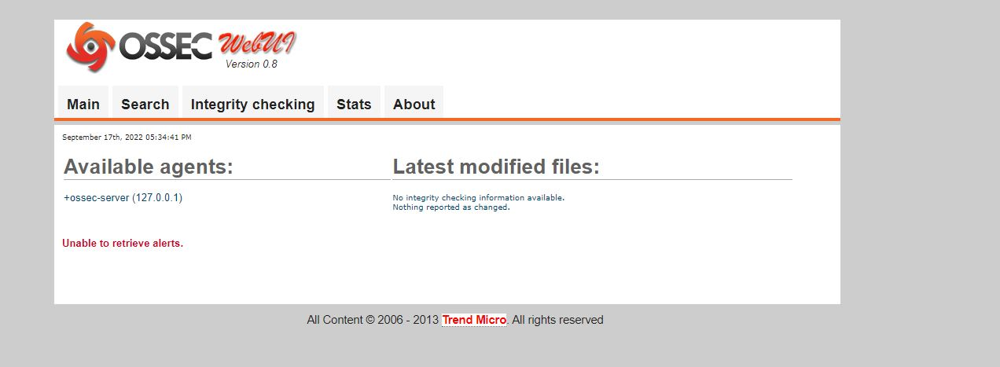 OSSEC WebUI
Version 0.8
Main Search Integrity checking Stats About
September 17th, 2022 05:34:41 PM
Available agents:
+ossec-server (127.0.0.1)
Latest modified files:
No integrity checking information available.
Nothing reported as changed.
Unable to retrieve alerts.
All Content © 2006 - 2013 Trend Micro. All rights reserved